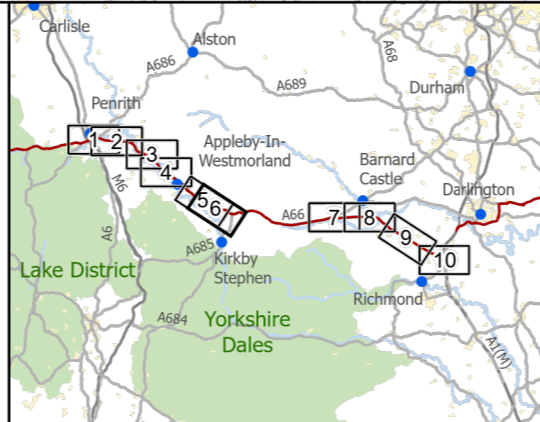 Carlisle
Alston
A68
A686
A689
Durham
Penrith
1
2
3
4
5
6
7
8
9
10
Appleby-In-
Westmorland
Barnard
Castle
Darlington
M6
A66
A6
A685
Lake District
Kirkby
Stephen
Richmond
A684
Yorkshire
Dales
A1(M)